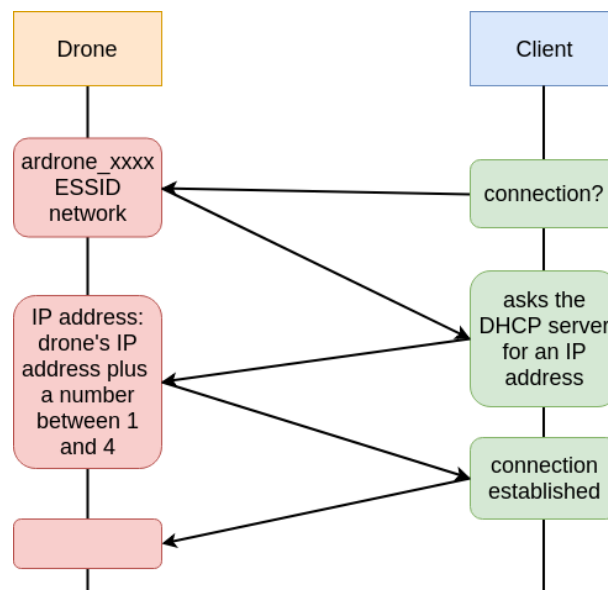 Drone
Client
ardrone_xxxx
ESSID
network
connection?
IP address:
drone's IP
address plus
a number
between 1
and 4
asks the
DHCP server
for an IP
address
connection
established